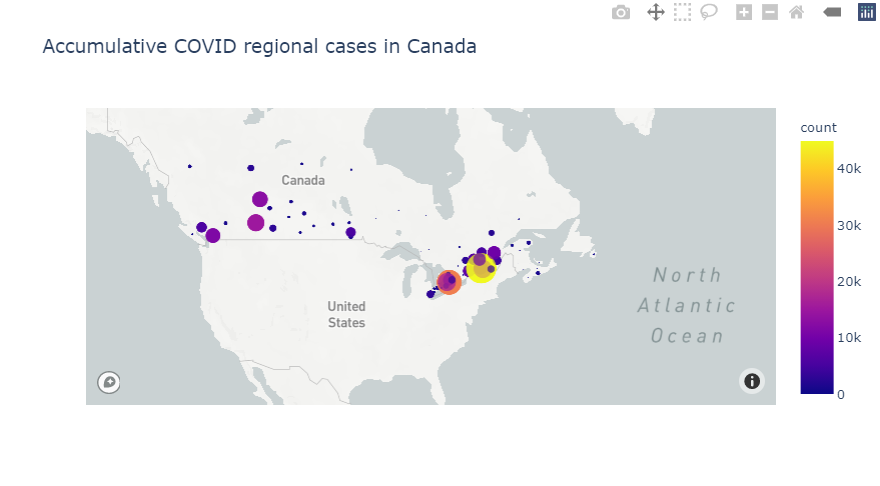 Accumulative COVID regional cases in Canada
count
40k
30k
20k
10k
0
Canada
United
States
North
Atlantic
Ocean